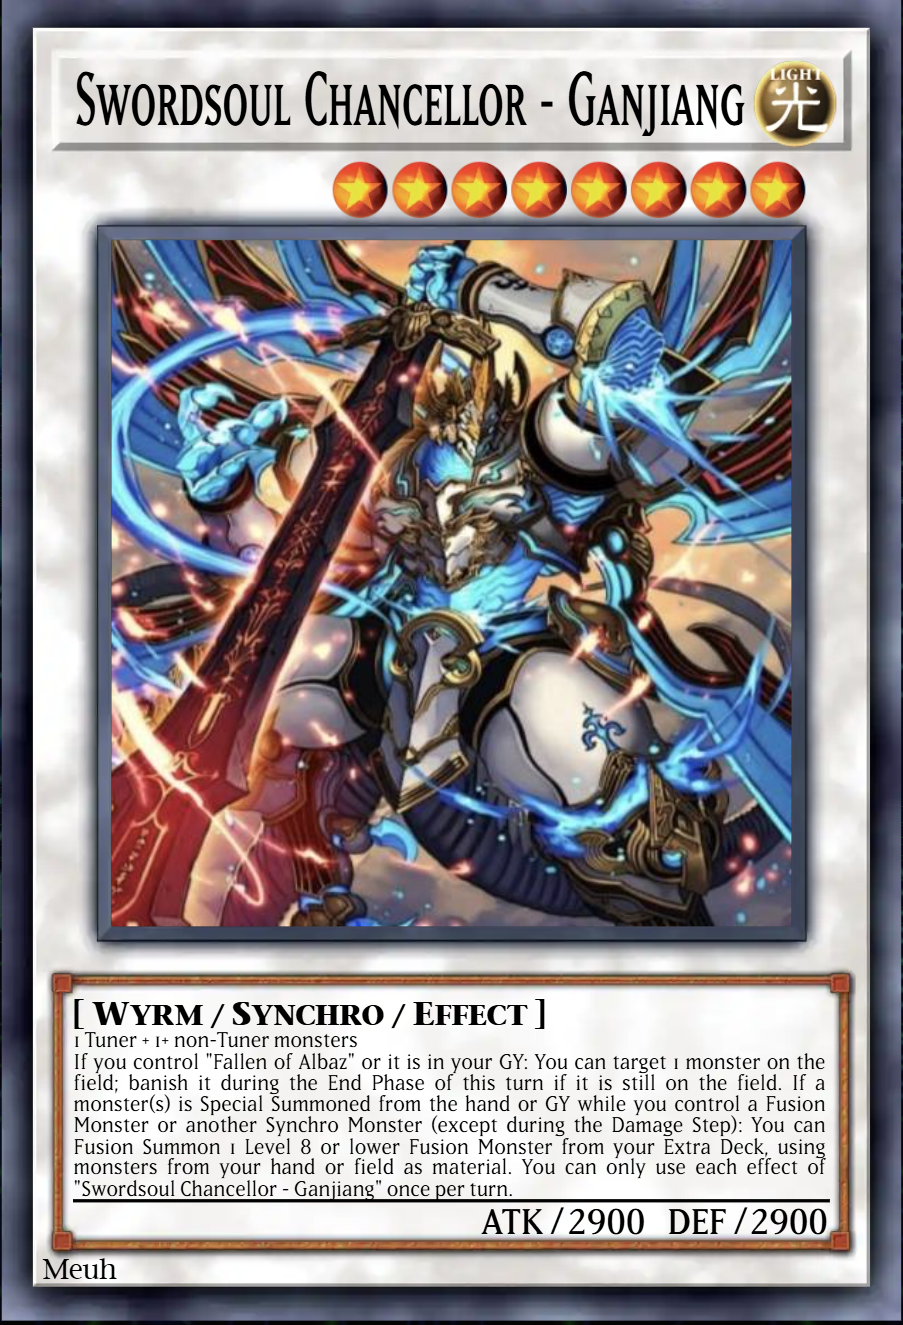 Swordsoul Chancellor - Ganjiang
LIGHT
光
[ Wyrm / Synchro / Effect ]
1 Tuner + 1+ non-Tuner monsters
If you control "Fallen of Albaz" or it is in your GY: You can target 1 monster on the
field; banish it during the End Phase of this turn if it is still on the field. If a
monster(s) is Special Summoned from the hand or GY while you control a Fusion
Monster or another Synchro Monster (except during the Damage Step): You can
Fusion Summon 1 Level 8 or lower Fusion Monster from your Extra Deck, using
monsters from your hand or field as material. You can only use each effect of
"Swordsoul Chancellor - Ganjiang" once per turn.
ATK / 2900 DEF / 2900
Meuh